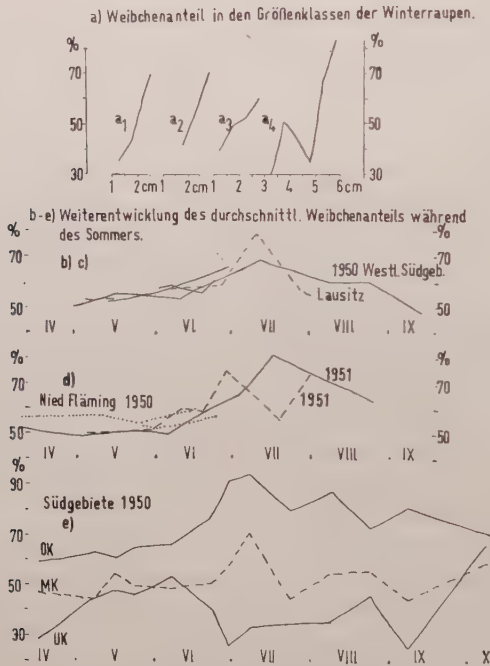 a) Weibchenanteil in den Größenklassen der Winterraupen.
% %
70 70
50 a1 a2 a3 a4 50
30 30
1 2cm 1 2cm 1 2 3 4 5 6cm
b-e) Weiterentwicklung des durchschnittl. Weibchenanteils während
des Sommers.
% %
70 b) c) 1950 Westl. Südgeb. 70
Lausitz
50 50
IV . V . VI . VII . VIII . IX .
% %
70 d) 1951 70
Nied Fläming 1950 1951
50 50
IV . V . VI . VII . VIII . IX .
%
90
Südgebiete 1950
70 e)
OK
50 MK
30 UK
IV . V . VI . VII . VIII . IX . X